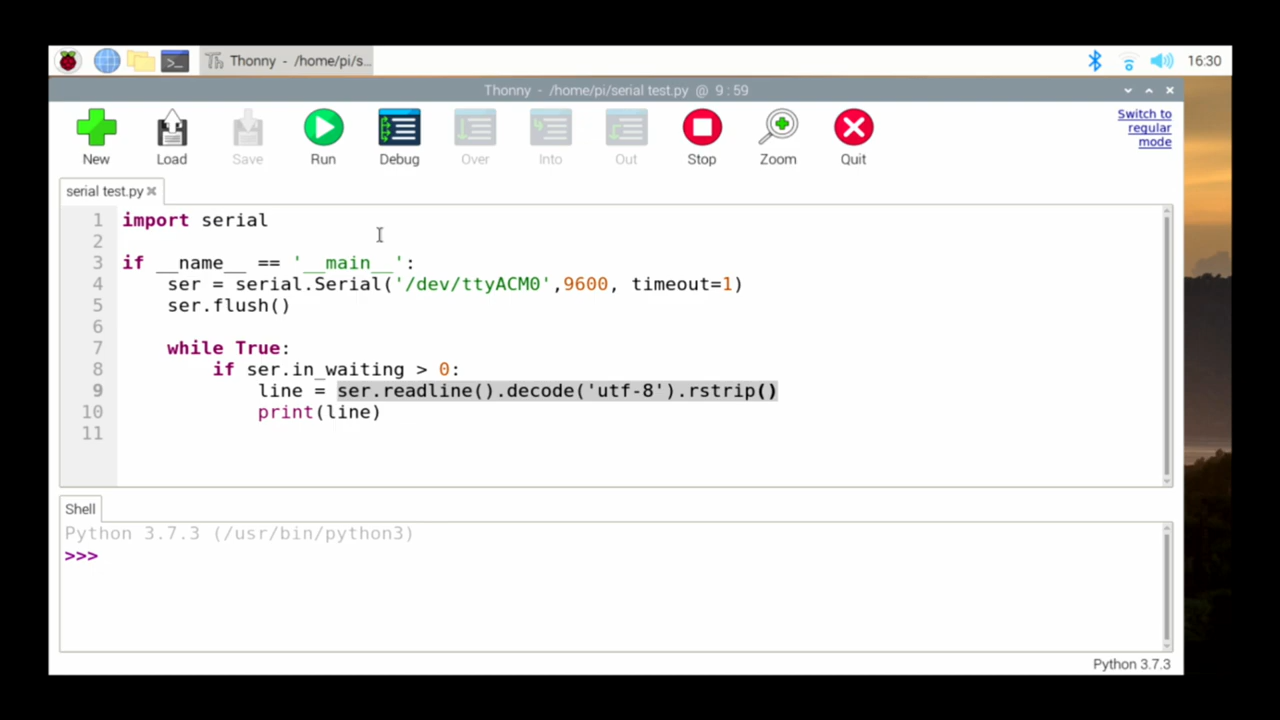 Thonny - /home/pi/s...
16:30
Thonny - /home/pi/serial test.py @ 9 : 59
New
Load
Save
Run
Debug
Over
Into
Out
Stop
Zoom
Quit
Switch to
regular
mode
serial test.py
1 import serial
2
3 if __name__ == '__main__':
4 ser = serial.Serial('/dev/ttyACM0',9600, timeout=1)
5 ser.flush()
6
7 while True:
8 if ser.in_waiting > 0:
9 line = ser.readline().decode('utf-8').rstrip()
10 print(line)
11
Shell
Python 3.7.3 (/usr/bin/python3)
>>>
Python 3.7.3